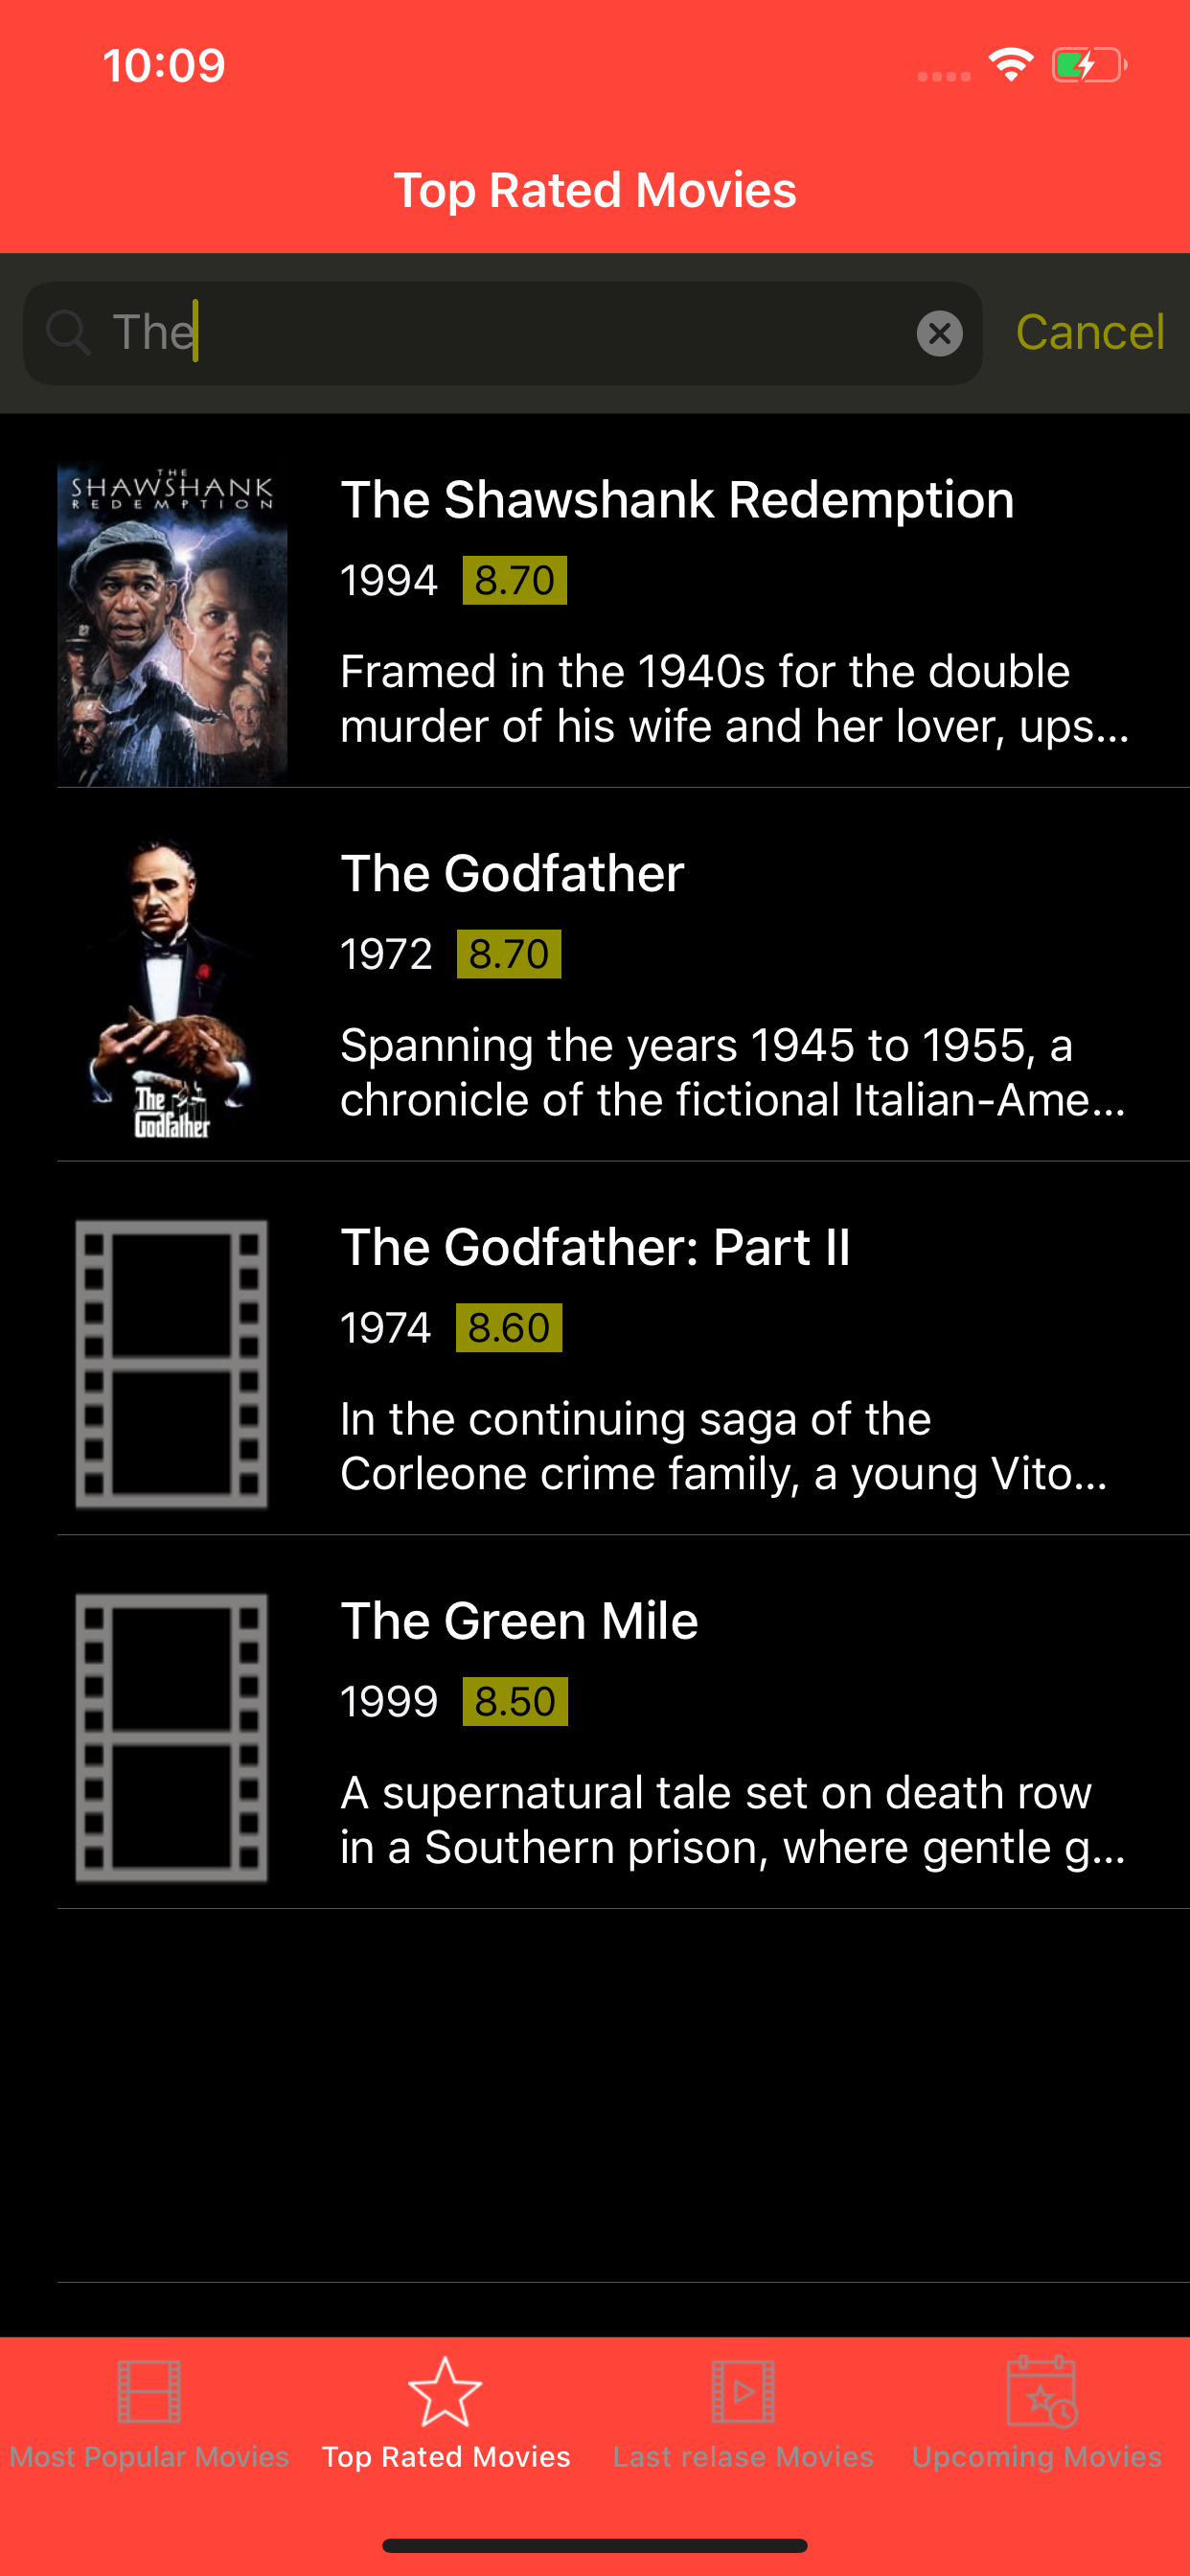 10:09
Top Rated Movies
The
Cancel
THE
SHAWSHANK
REDEMPTION
The Shawshank Redemption
1994 8.70
Framed in the 1940s for the double
murder of his wife and her lover, ups...
The
Godfather
The Godfather
1972 8.70
Spanning the years 1945 to 1955, a
chronicle of the fictional Italian-Ame...
The Godfather: Part II
1974 8.60
In the continuing saga of the
Corleone crime family, a young Vito...
The Green Mile
1999 8.50
A supernatural tale set on death row
in a Southern prison, where gentle g...
Most Popular Movies
Top Rated Movies
Last relase Movies
Upcoming Movies